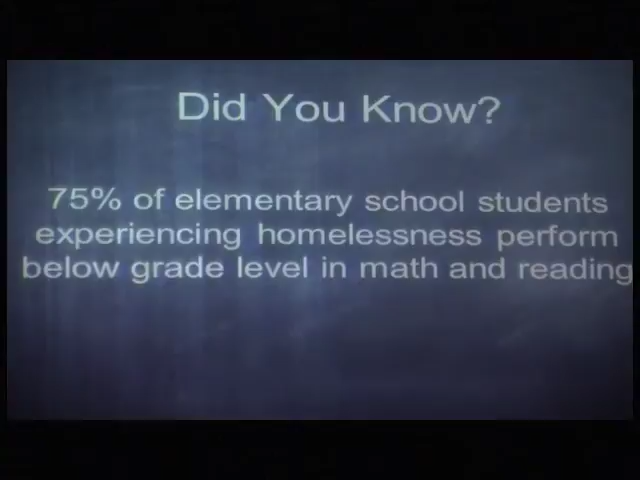 Did You Know?
75% of elementary school students
experiencing homelessness perform
below grade level in math and reading